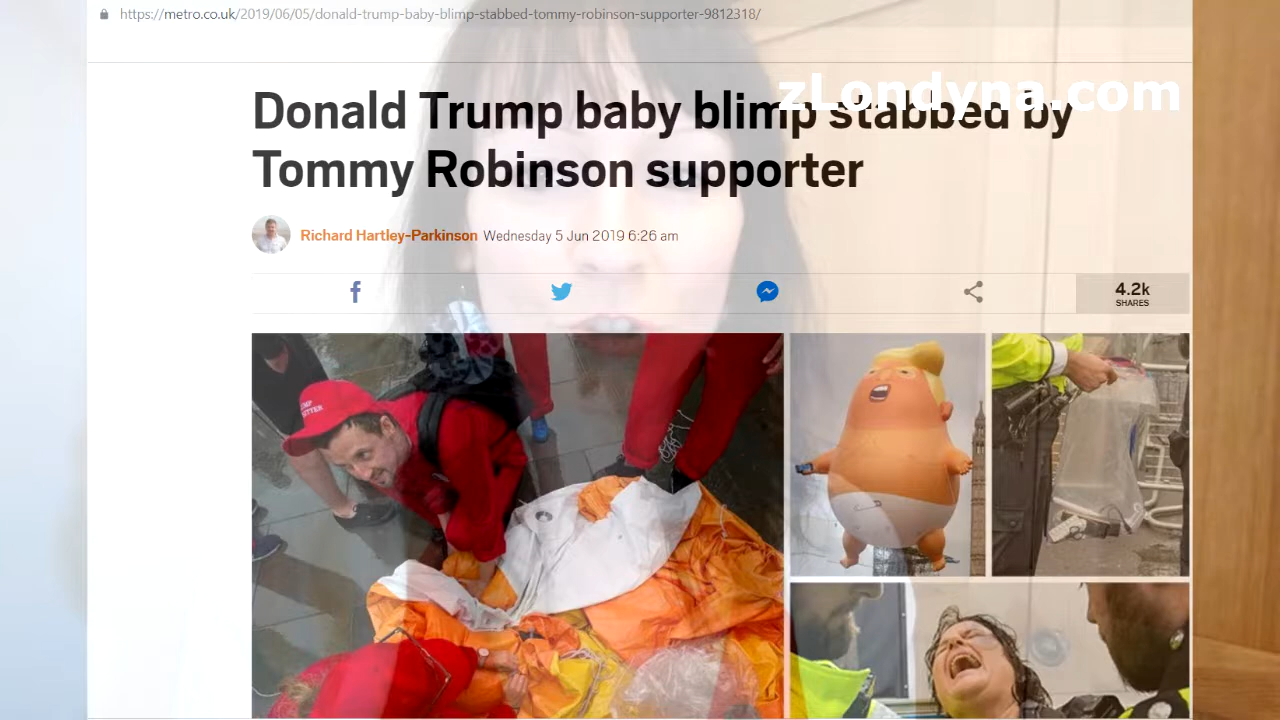 https://metro.co.uk/2019/06/05/donald-trump-baby-blimp-stabbed-tommy-robinson-supporter-9812318/
zLondyna.com
Donald Trump baby blimp stabbed by
Tommy Robinson supporter
Richard Hartley-Parkinson Wednesday 5 Jun 2019 6:26 am
4.2k
SHARES